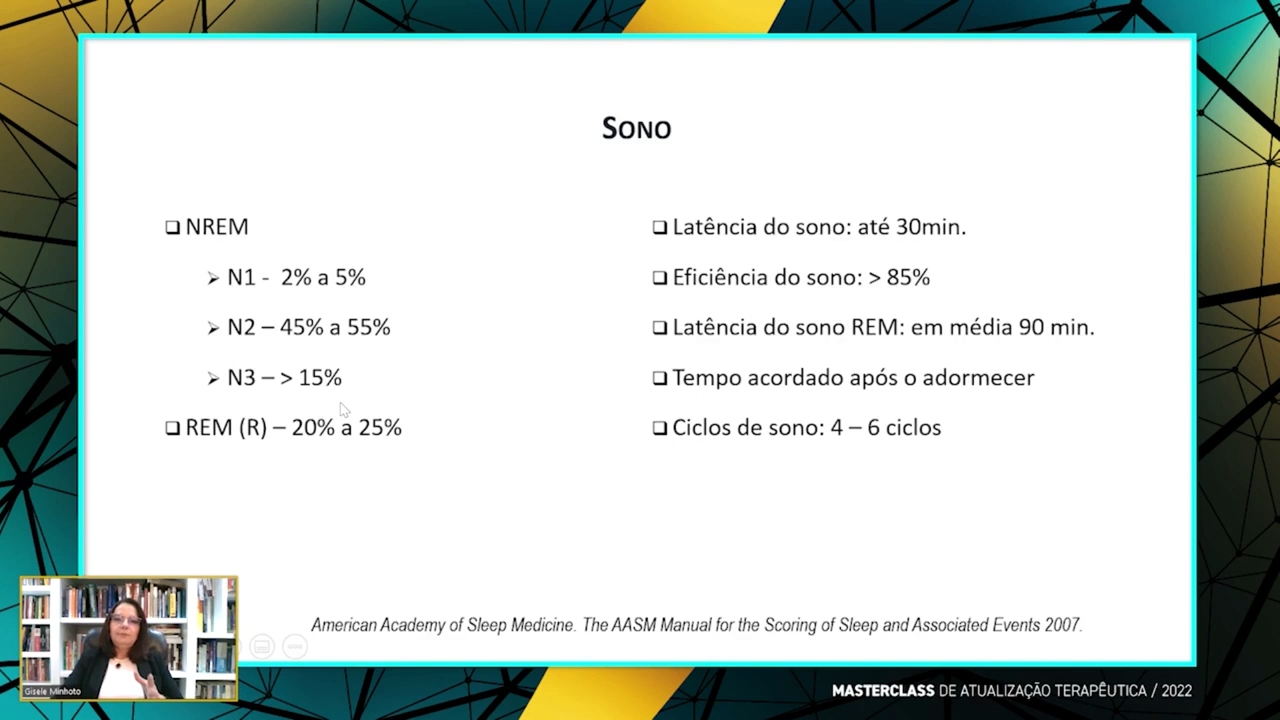 SONO
NREM
N1 - 2% a 5%
N2 – 45% a 55%
N3 – > 15%
REM (R) – 20% a 25%
Latência do sono: até 30min.
Eficiência do sono: > 85%
Latência do sono REM: em média 90 min.
Tempo acordado após o adormecer
Ciclos de sono: 4 – 6 ciclos
American Academy of Sleep Medicine. The AASM Manual for the Scoring of Sleep and Associated Events 2007.
Gisele Minhoto
MASTERCLASS DE ATUALIZAÇÃO TERAPÊUTICA / 2022